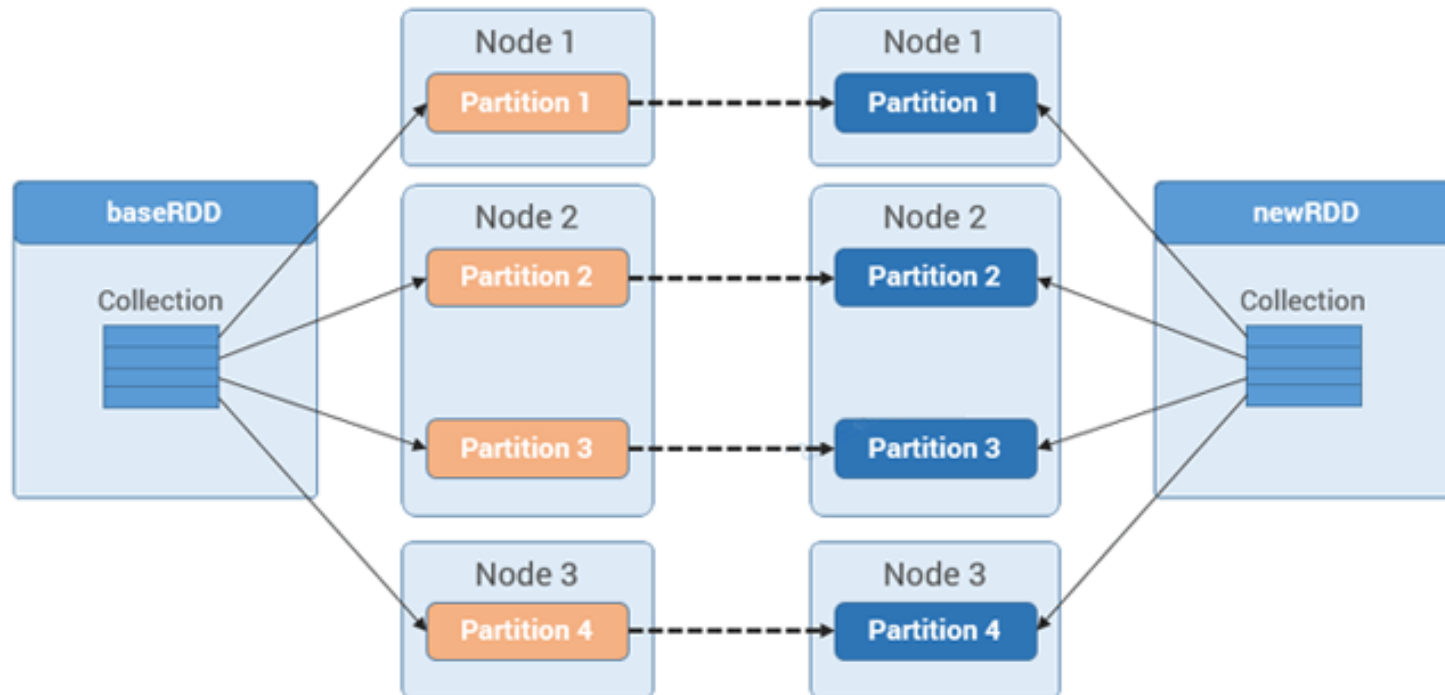 Node 1
Partition 1
Node 1
Partition 1
baseRDD
Collection
Node 2
Partition 2
Partition 3
Node 2
Partition 2
Partition 3
newRDD
Collection
Node 3
Partition 4
Node 3
Partition 4